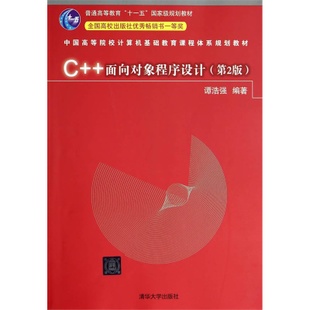 普通高等教育“十一五”国家级规划教材
全国高校出版社优秀畅销书一等奖
中国高等院校计算机基础教育课程体系规划教材
C++面向对象程序设计（第2版）
谭浩强 编著
清华大学出版社